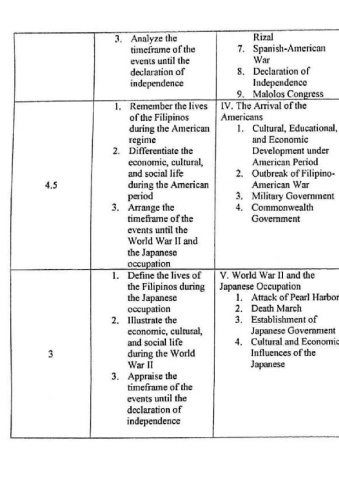 3. Analyze the
timeframe of the
events until the
declaration of
independence
Rizal
7. Spanish-American
War
8. Declaration of
Independence
9. Malolos Congress
4.5
1. Remember the lives
of the Filipinos
during the American
regime
2. Differentiate the
economic, cultural,
and social life
during the American
period
3. Arrange the
timeframe of the
events until the
World War II and
the Japanese
occupation
IV. The Arrival of the
Americans
1. Cultural, Educational,
and Economic
Development under
American Period
2. Outbreak of Filipino-
American War
3. Military Government
4. Commonwealth
Government
3
1. Define the lives of
the Filipinos during
the Japanese
occupation
2. Illustrate the
economic, cultural,
and social life
during the World
War II
3. Appraise the
timeframe of the
events until the
declaration of
independence
V. World War II and the
Japanese Occupation
1. Attack of Pearl Harbor
2. Death March
3. Establishment of
Japanese Government
4. Cultural and Economic
Influences of the
Japanese